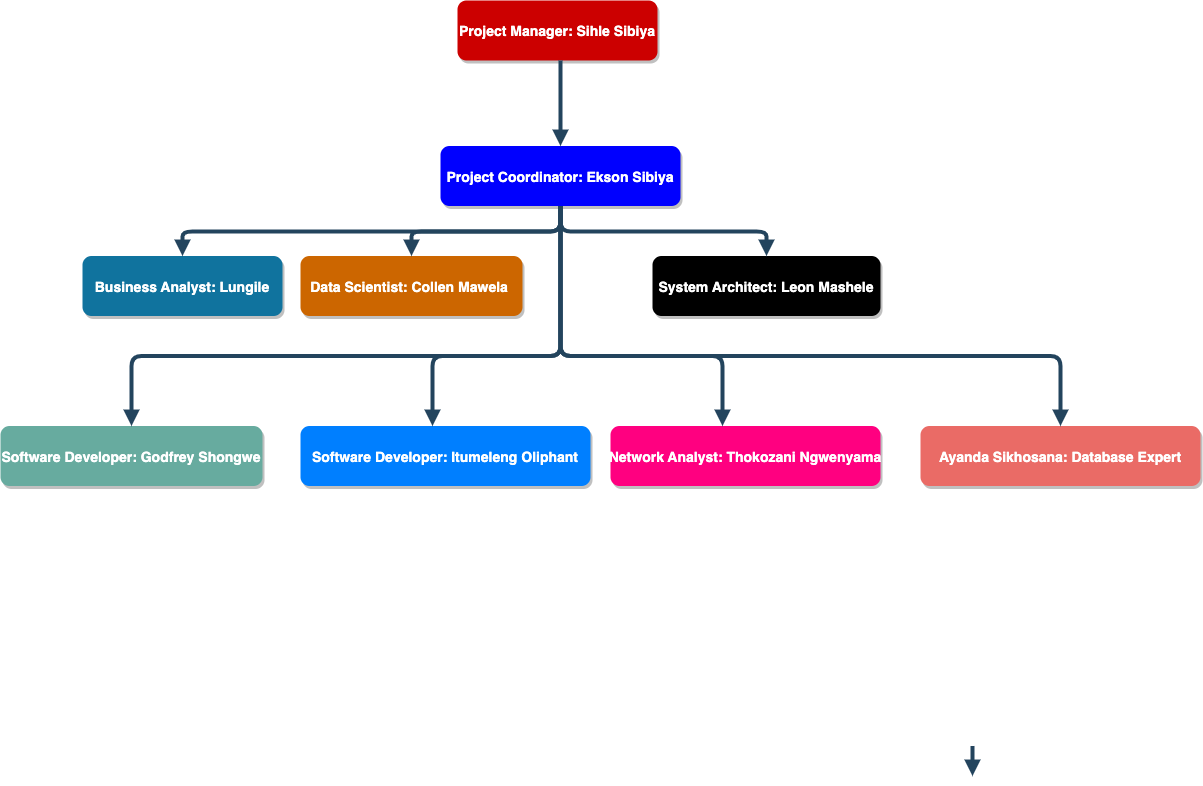 Project Manager: Sihle Sibiya
Project Coordinator: Ekson Sibiya
Business Analyst: Lungile
Data Scientist: Collen Mawela
System Architect: Leon Mashele
Software Developer: Godfrey Shongwe
Software Developer: Itumeleng Oliphant
Network Analyst: Thokozani Ngwenyama
Ayanda Sikhosana: Database Expert